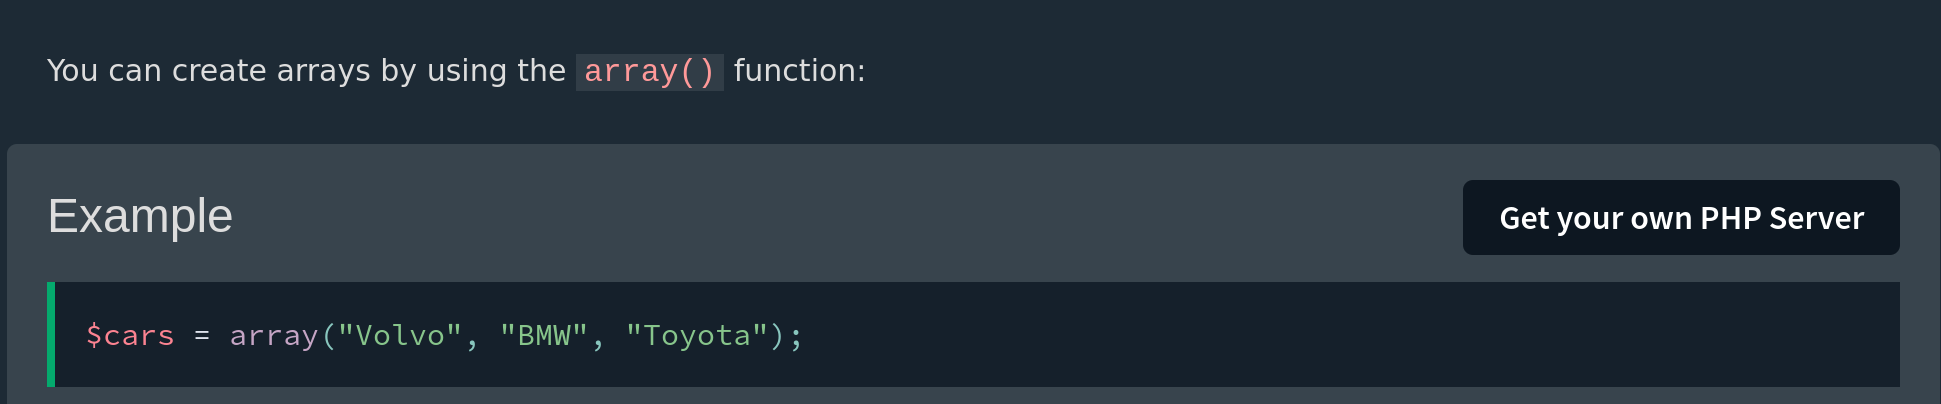 You can create arrays by using the array() function:
Example
Get your own PHP Server
$cars = array("Volvo", "BMW", "Toyota");